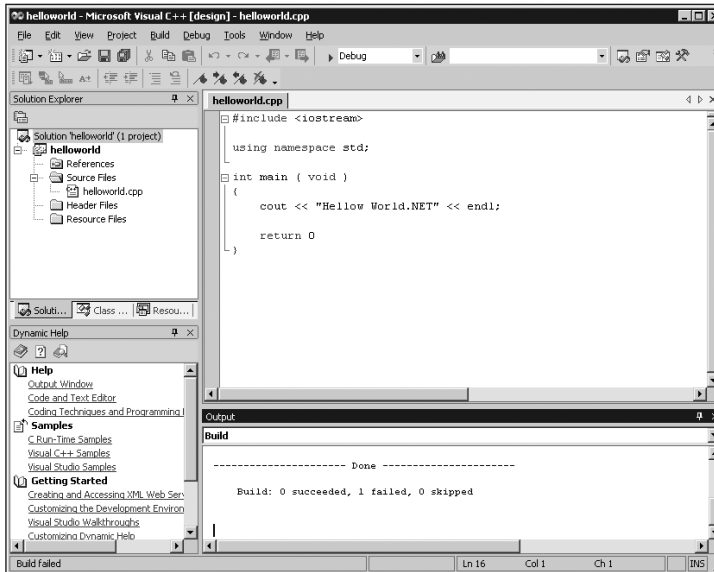 helloworld - Microsoft Visual C++ [design] - helloworld.cpp
File Edit View Project Build Debug Tools Window Help
Debug
Solution Explorer
Solution 'helloworld' (1 project)
helloworld
References
Source Files
helloworld.cpp
Header Files
Resource Files
Soluti... Class ... Resou...
Dynamic Help
Help
Output Window
Code and Text Editor
Coding Techniques and Programming
Samples
C Run-Time Samples
Visual C++ Samples
Visual Studio Samples
Getting Started
Creating and Accessing XML Web Serv
Customizing the Development Environ
Visual Studio Walkthroughs
Customizing Dynamic Help
helloworld.cpp
#include <iostream>
using namespace std;
int main ( void )
{
cout << "Hellow World.NET" << endl;
return 0
}
Output
Build
---------------------- Done ----------------------
Build: 0 succeeded, 1 failed, 0 skipped
Build failed Ln 16 Col 1 Ch 1 INS